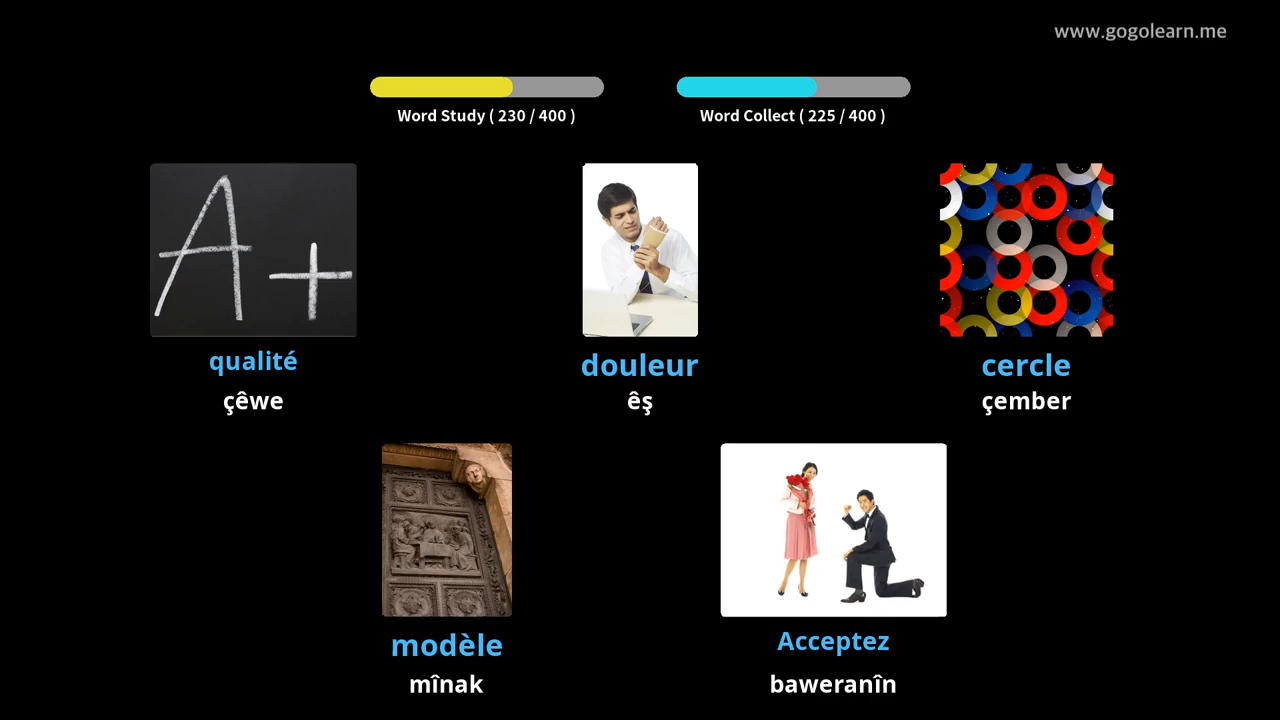 www.gogolearn.me
Word Study ( 230 / 400 )
Word Collect ( 225 / 400 )
A+
qualité
douleur
cercle
çêwe
êş
çember
modèle
Acceptez
mînak
baweranîn